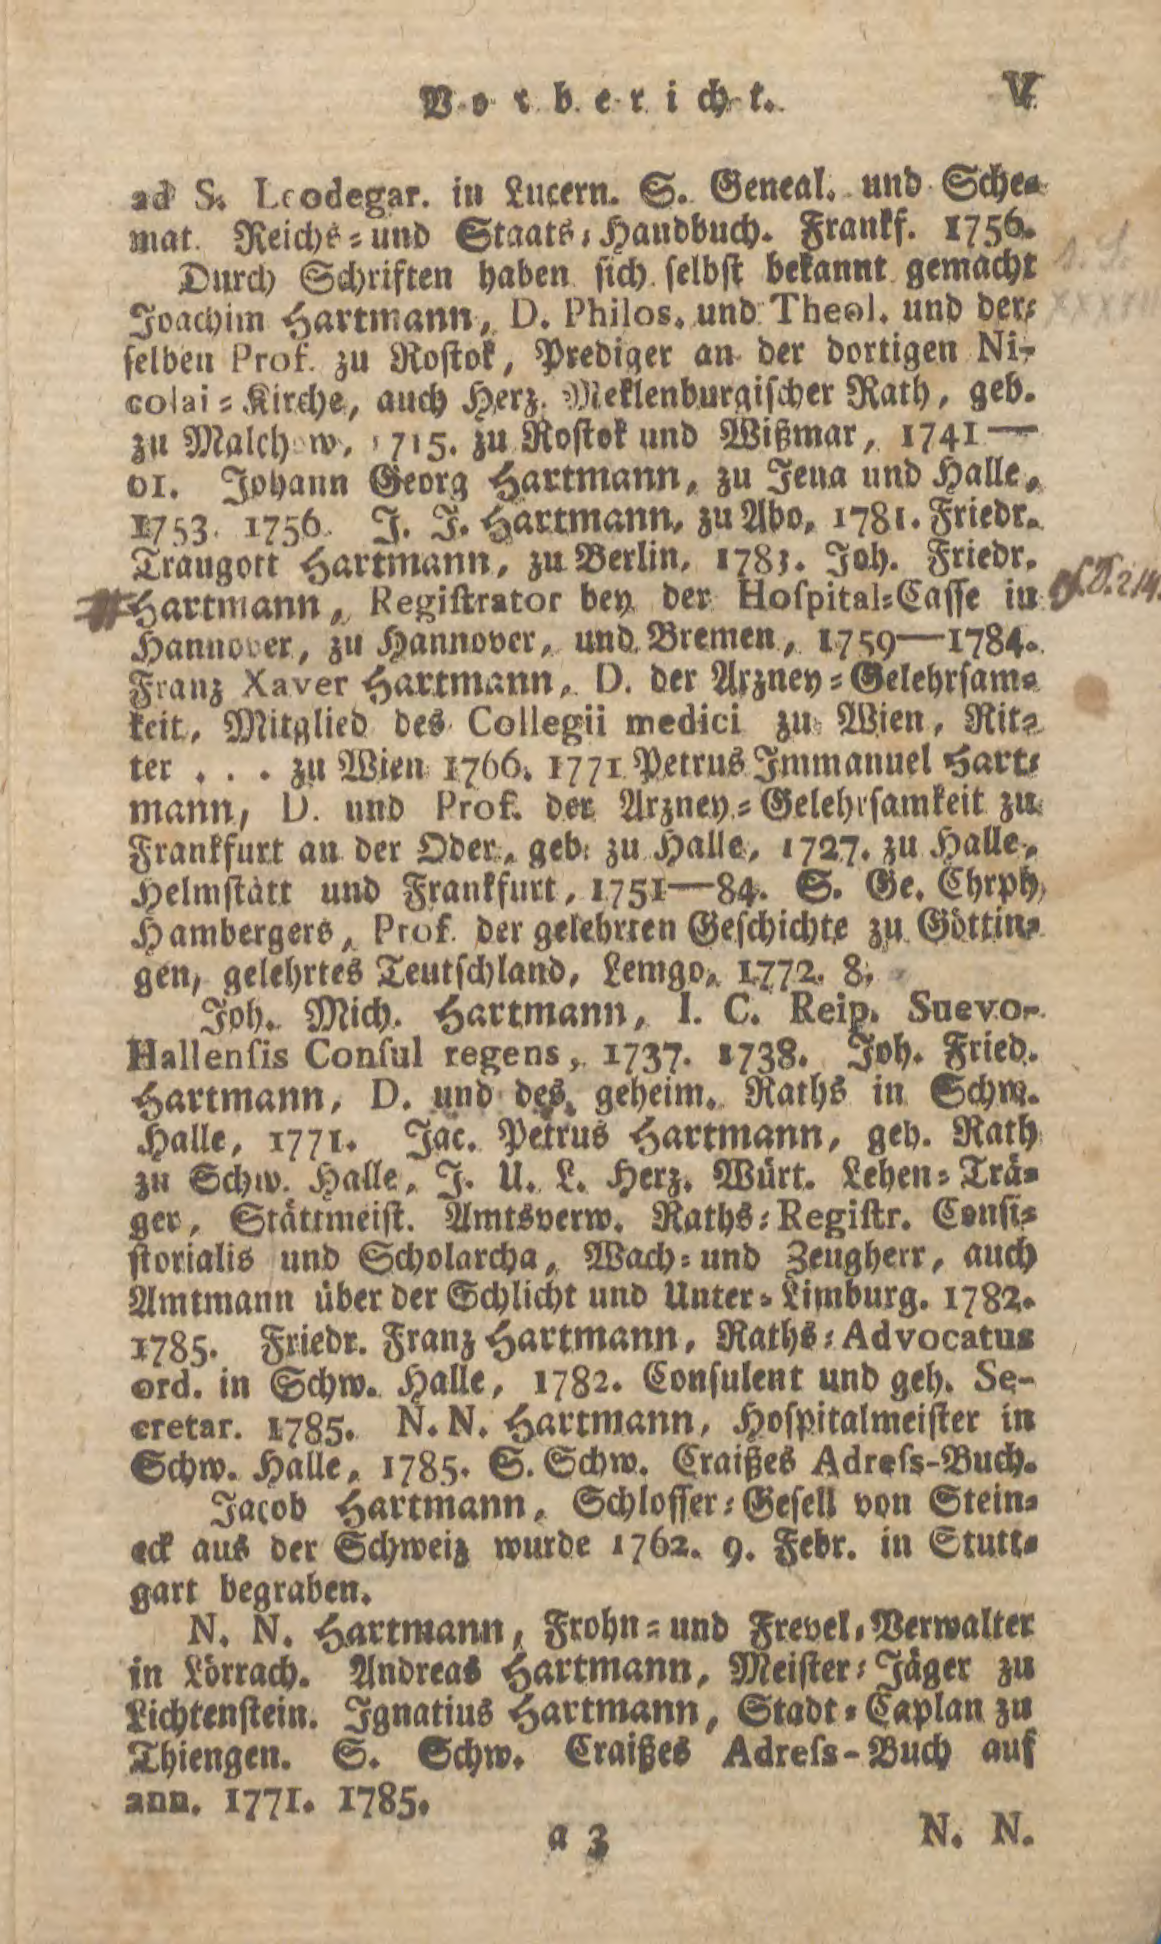 Vorbericht. V
ad S. Leodegar. in Lucern. S. Geneal. und Sche=
mat. Reichs= und Staats=Handbuch. Frankf. 1756.
Durch Schriften haben sich selbst bekannt gemacht
Joachim Hartmann, D. Philos. und Theol. und der=
selben Prof. zu Rostok, Prediger an der dortigen Ni-
colai=Kirche, auch Herz. Meklenburgischer Rath, geb.
zu Malchow, 1715. zu Rostok und Wißmar, 1741—
01. Johann Georg Hartmann, zu Jena und Halle,
1753. 1756. J. J. Hartmann, zu Abo, 1781. Friedr.
Traugott Hartmann, zu Berlin, 1783. Joh. Friedr.
Hartmann, Registrator bey der Hospital=Casse in
Hannover, zu Hannover, und Bremen, 1759—1784.
Franz Xaver Hartmann, D. der Arzney=Gelehrsam=
keit, Mitglied des Collegii medici zu Wien, Rit=
ter . . . zu Wien 1766. 1771 Petrus Immanuel Hart=
mann, D. und Prof. der Arzney=Gelehrsamkeit zu
Frankfurt an der Oder, geb. zu Halle, 1727. zu Halle,
Helmstätt und Frankfurt, 1751—84. S. Ge. Chrph.
Hambergers, Prof. der gelehrten Geschichte zu Göttin=
gen, gelehrtes Teutschland, Lemgo, 1772. 8.
Joh. Mich. Hartmann, I. C. Reip. Suevo-
Hallensis Consul regens, 1737. 1738. Joh. Fried.
Hartmann, D. und des geheim. Raths in Schw.
Halle, 1771. Jac. Petrus Hartmann, geh. Rath
zu Schw. Halle, J. U. L. Herz. Würt. Lehen=Trä=
ger, Stättmeist. Amtsverw. Raths=Registr. Consi=
storialis und Scholarcha, Wach= und Zeugherr, auch
Amtmann über der Schlicht und Unter=Limburg. 1782.
1785. Friedr. Franz Hartmann, Raths=Advocatus
ord. in Schw. Halle, 1782. Consulent und geh. Se-
cretar. 1785. N. N. Hartmann, Hospitalmeister in
Schw. Halle, 1785. S. Schw. Craißes Adress-Buch.
Jacob Hartmann, Schlosser=Gesell von Stein=
eck aus der Schweiz wurde 1762. 9. Febr. in Stutt=
gart begraben.
N. N. Hartmann, Frohn= und Frevel=Verwalter
in Lörrach. Andreas Hartmann, Meister=Jäger zu
Lichtenstein. Ignatius Hartmann, Stadt=Caplan zu
Thiengen. S. Schw. Craißes Adress-Buch auf
ann. 1771. 1785.
a 3 N. N.